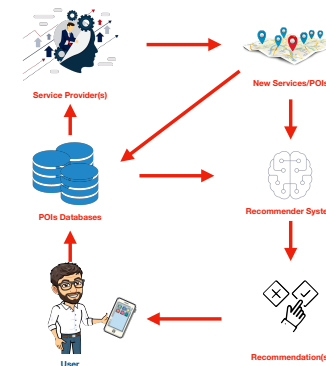 Service Provider(s)
New Services/POIs
POIs Databases
Recommender Syste
User
Recommendation(s